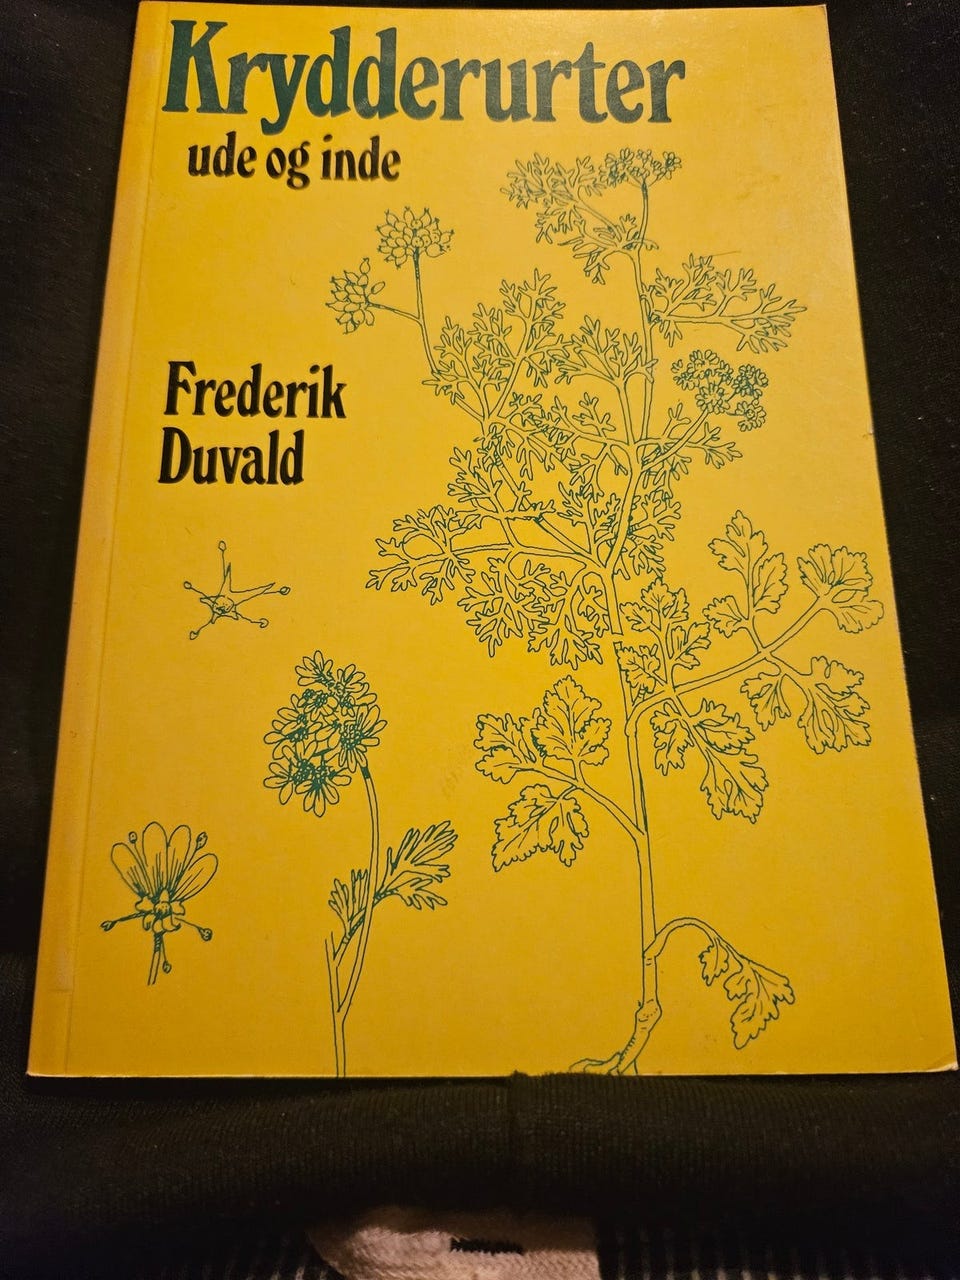 Krydderurter
ude og inde
Frederik
Duvald